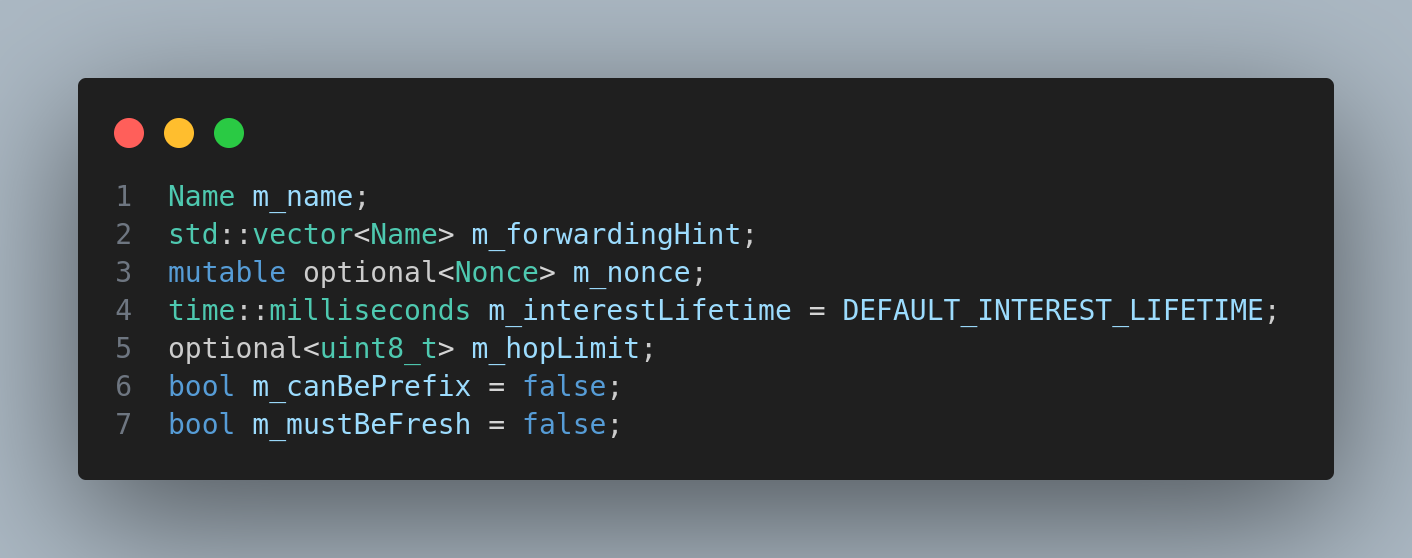 1 Name m_name;
2 std::vector<Name> m_forwardingHint;
3 mutable optional<Nonce> m_nonce;
4 time::milliseconds m_interestLifetime = DEFAULT_INTEREST_LIFETIME;
5 optional<uint8_t> m_hopLimit;
6 bool m_canBePrefix = false;
7 bool m_mustBeFresh = false;